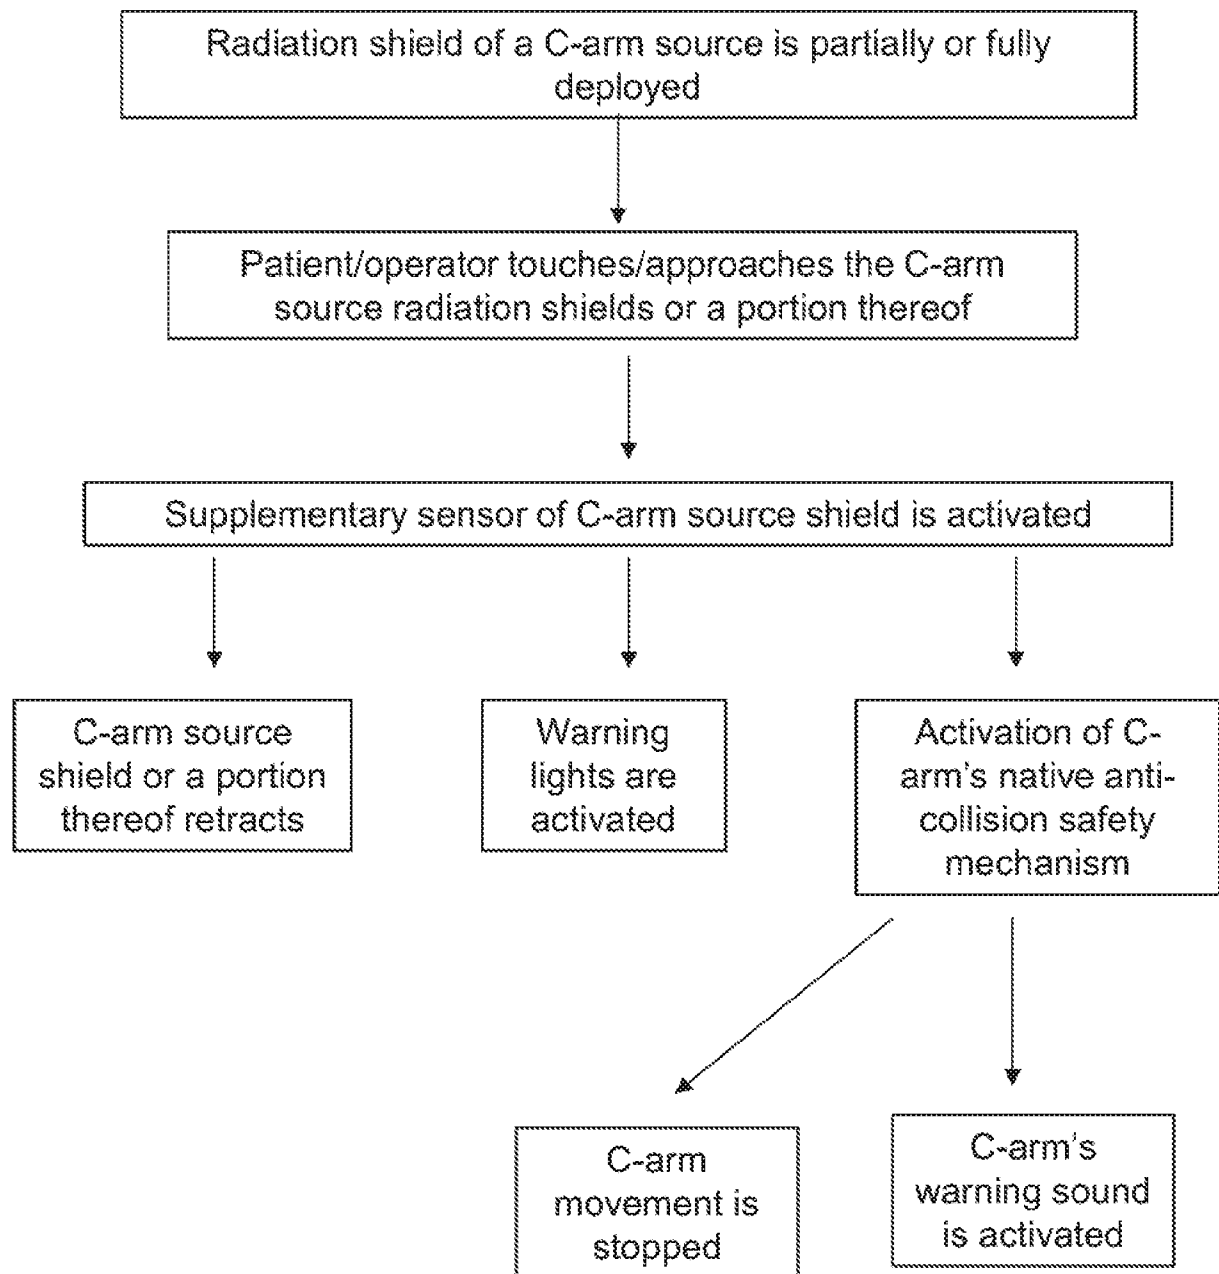 Radiation shield of a C-arm source is partially or fully
deployed
Patient/operator touches/approaches the C-arm
source radiation shields or a portion thereof
Supplementary sensor of C-arm source shield is activated
C-arm source
shield or a portion
thereof retracts
Warning
lights are
activated
Activation of C-
arm's native anti-
collision safety
mechanism
C-arm
movement is
stopped
C-arm's
warning sound
is activated